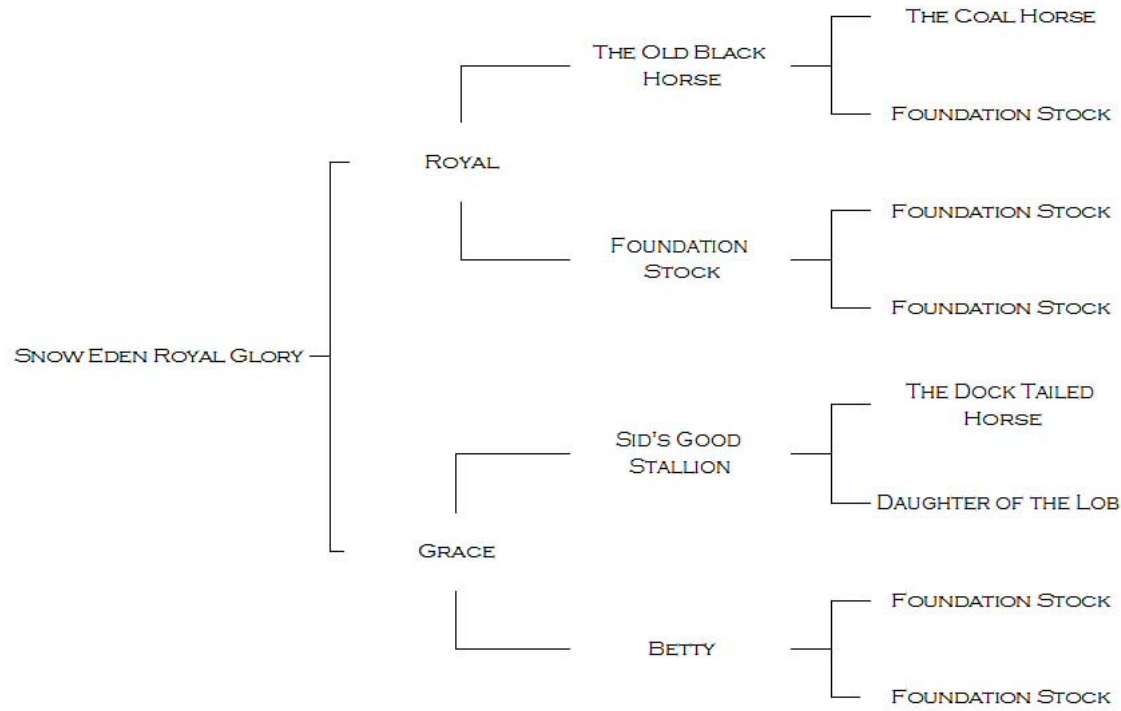 The Coal Horse
The Old Black
Horse
Foundation Stock
Royal
Foundation Stock
Foundation
Stock
Foundation Stock
Snow Eden Royal Glory
The Dock Tailed
Horse
Sid's Good
Stallion
Daughter of the Lob
Grace
Foundation Stock
Betty
Foundation Stock